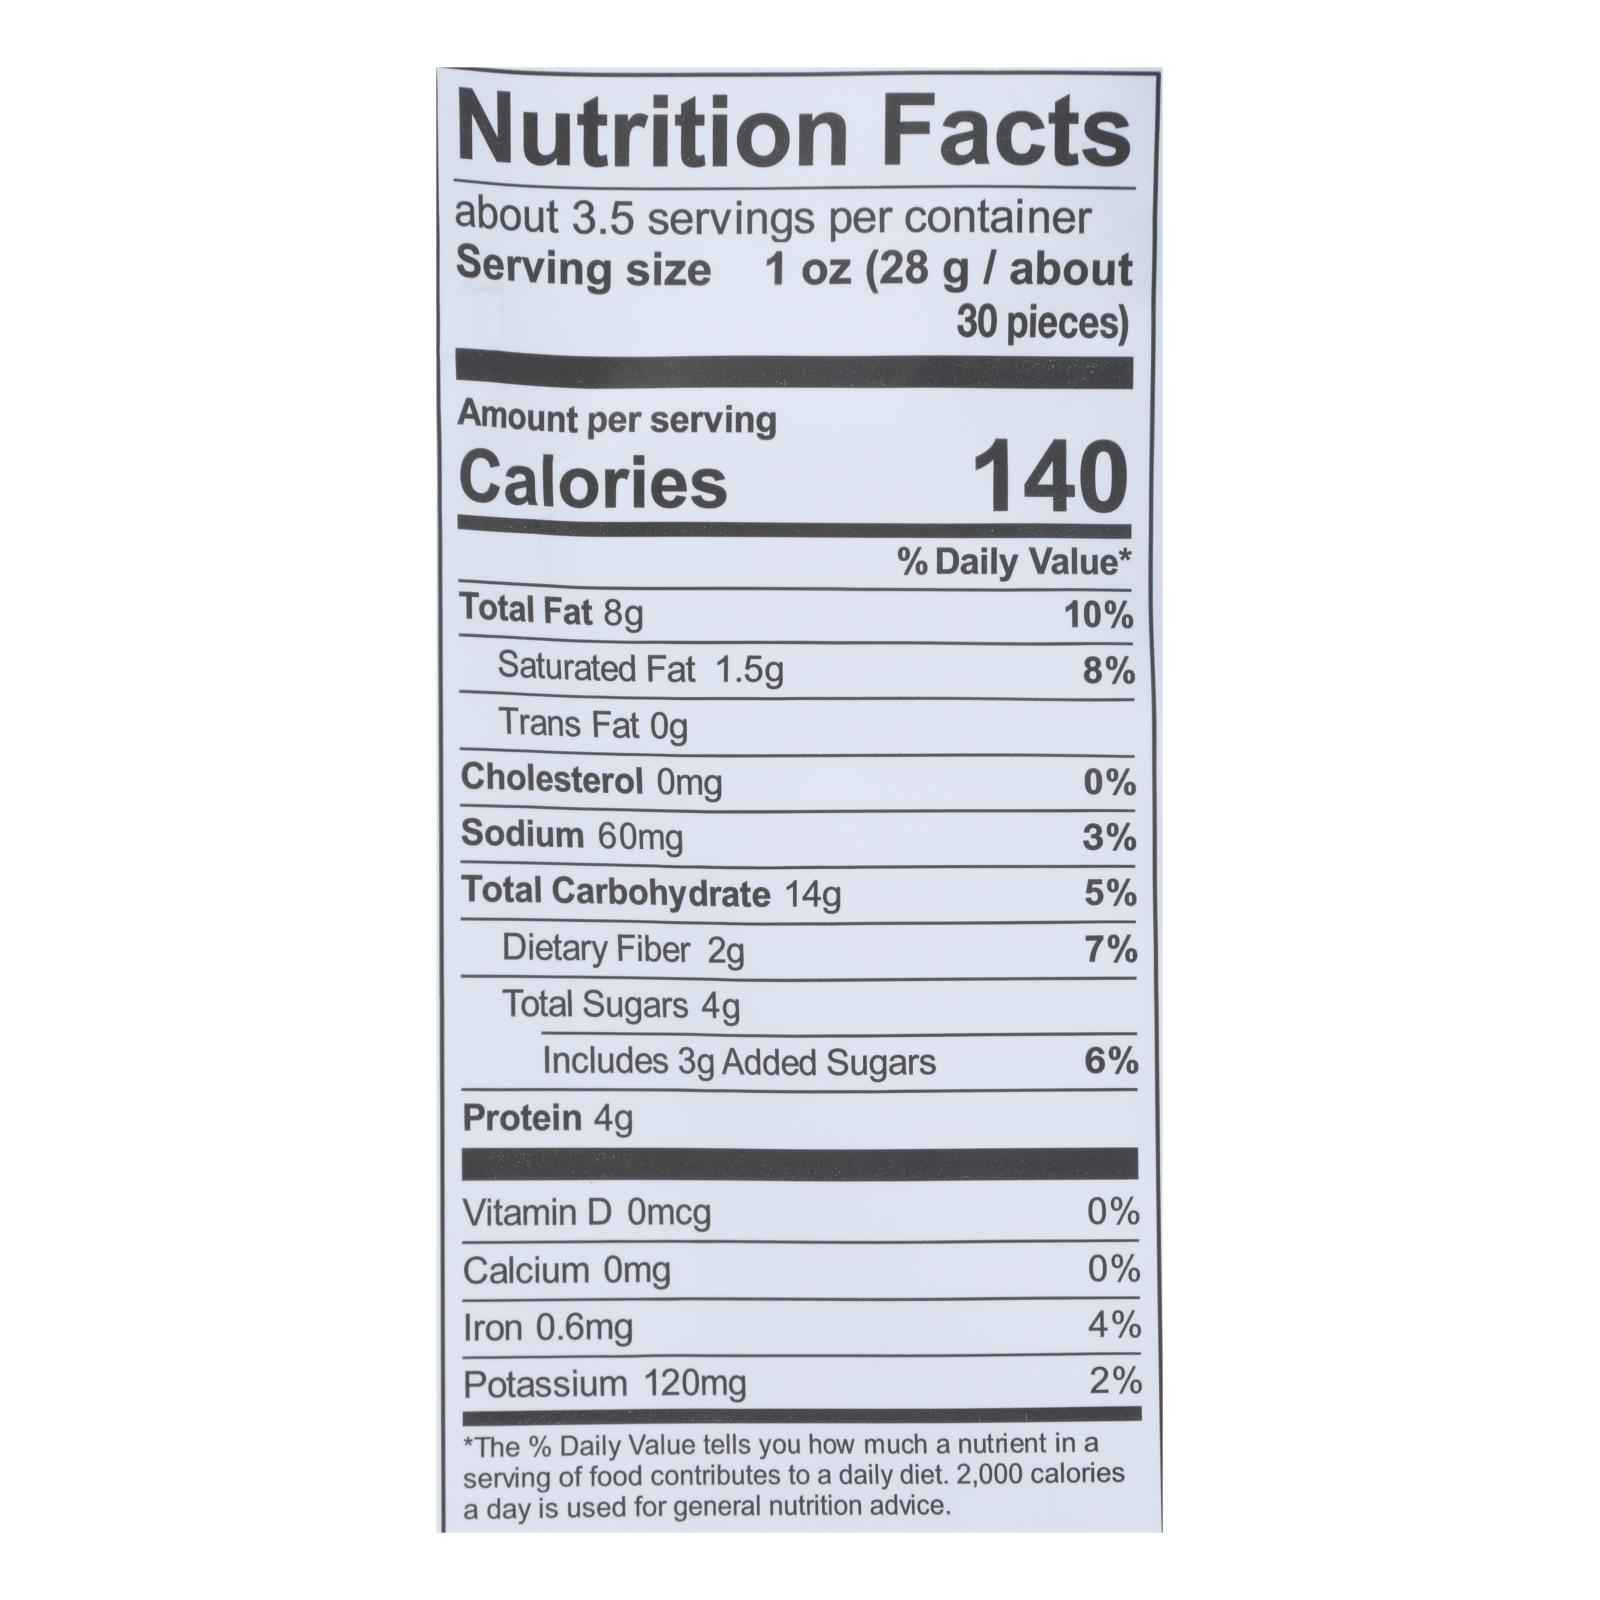 Nutrition Facts
about 3.5 servings per container
Serving size 1 oz (28 g / about
30 pieces)
Amount per serving
Calories 140
% Daily Value*
Total Fat 8g 10%
Saturated Fat 1.5g 8%
Trans Fat 0g
Cholesterol 0mg 0%
Sodium 60mg 3%
Total Carbohydrate 14g 5%
Dietary Fiber 2g 7%
Total Sugars 4g
Includes 3g Added Sugars 6%
Protein 4g
Vitamin D 0mcg 0%
Calcium 0mg 0%
Iron 0.6mg 4%
Potassium 120mg 2%
*The % Daily Value tells you how much a nutrient in a
serving of food contributes to a daily diet. 2,000 calories
a day is used for general nutrition advice.